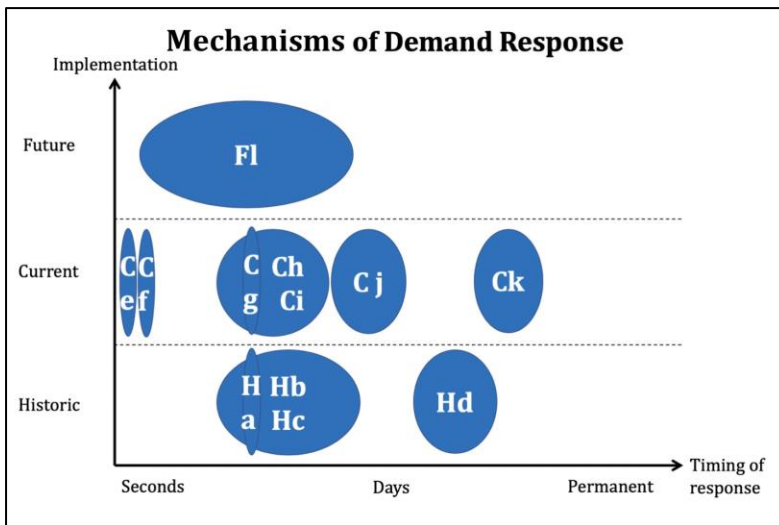 Mechanisms of Demand Response
Implementation
Future
Fl
Current
C
e
C
f
C
g
Ch
Ci
C j
Ck
Historic
H
a
Hb
Hc
Hd
Seconds
Days
Permanent
Timing of
response